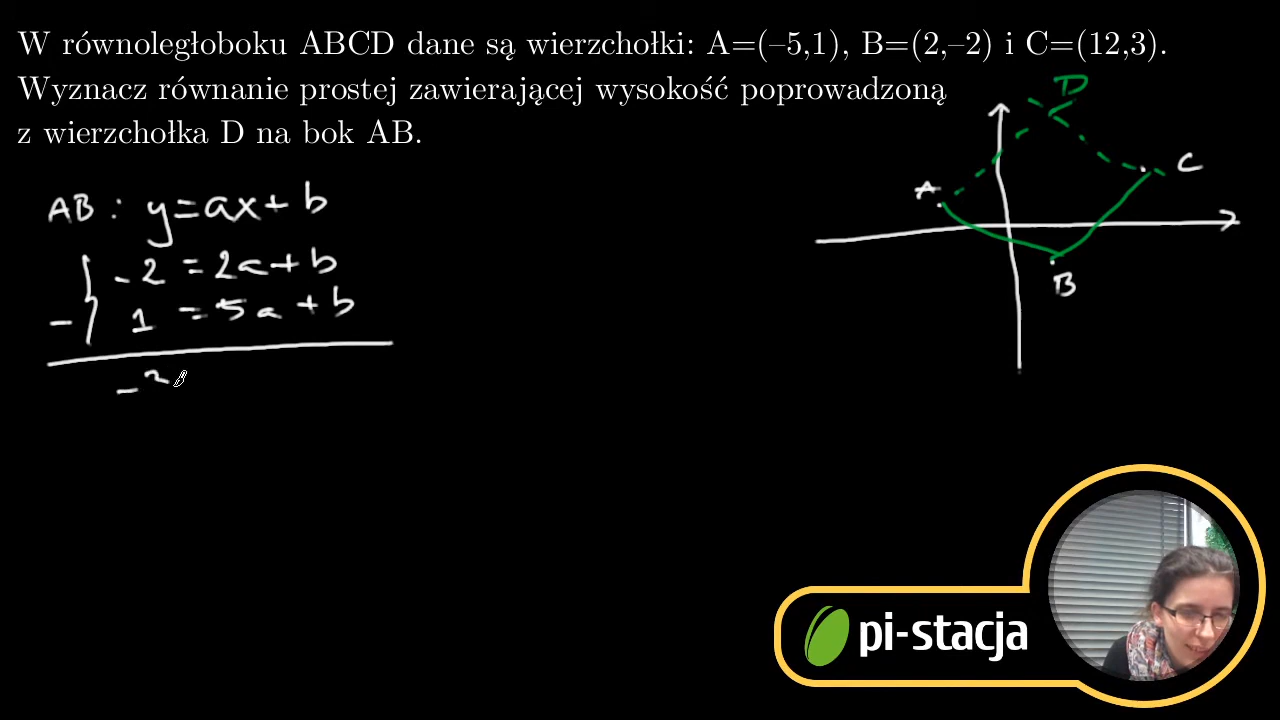 W równoległoboku ABCD dane są wierzchołki: A=(–5,1), B=(2,–2) i C=(12,3).
Wyznacz równanie prostej zawierającej wysokość poprowadzoną
z wierzchołka D na bok AB.
D
C
A
B
AB: y=ax+b
-2 = 2a+b
- 1 = 5a+b
-3
pi-stacja